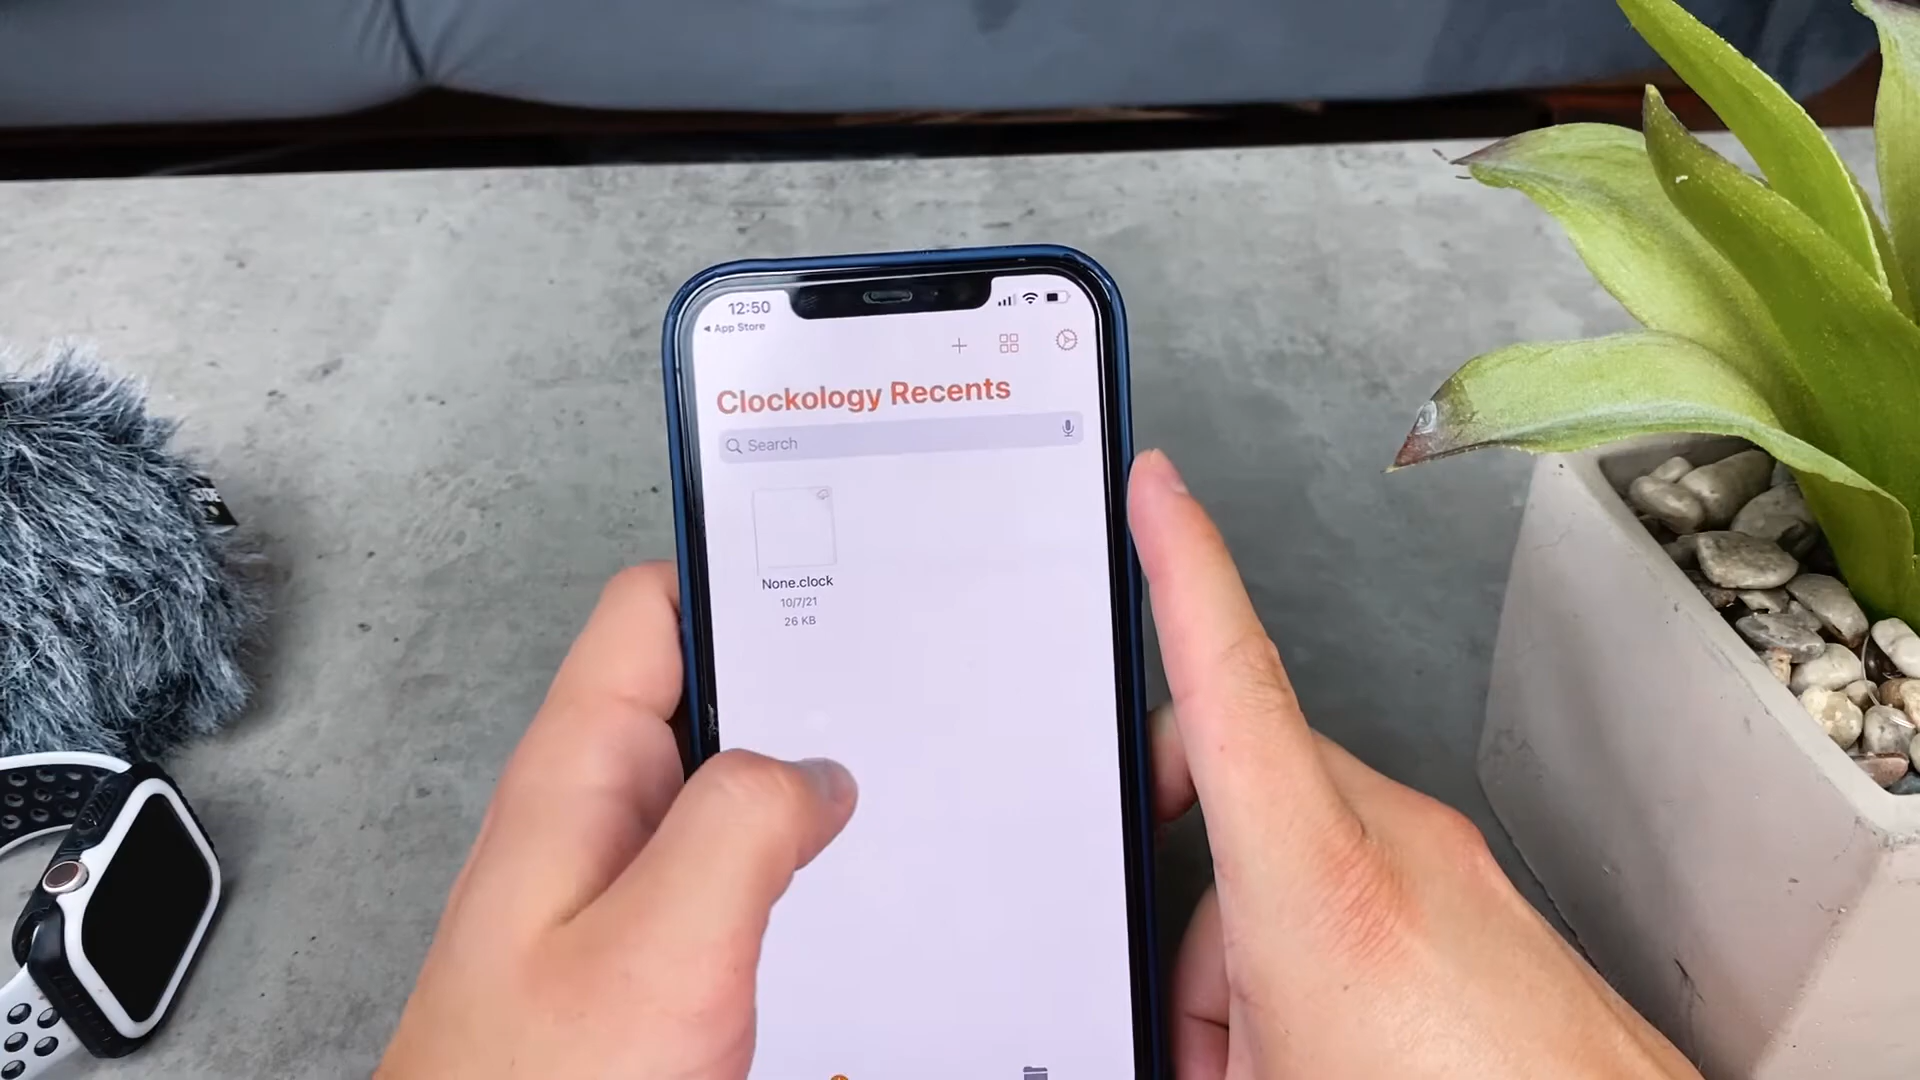 12:50
App Store
Clockology Recents
Search
None.clock
10/7/21
26 KB